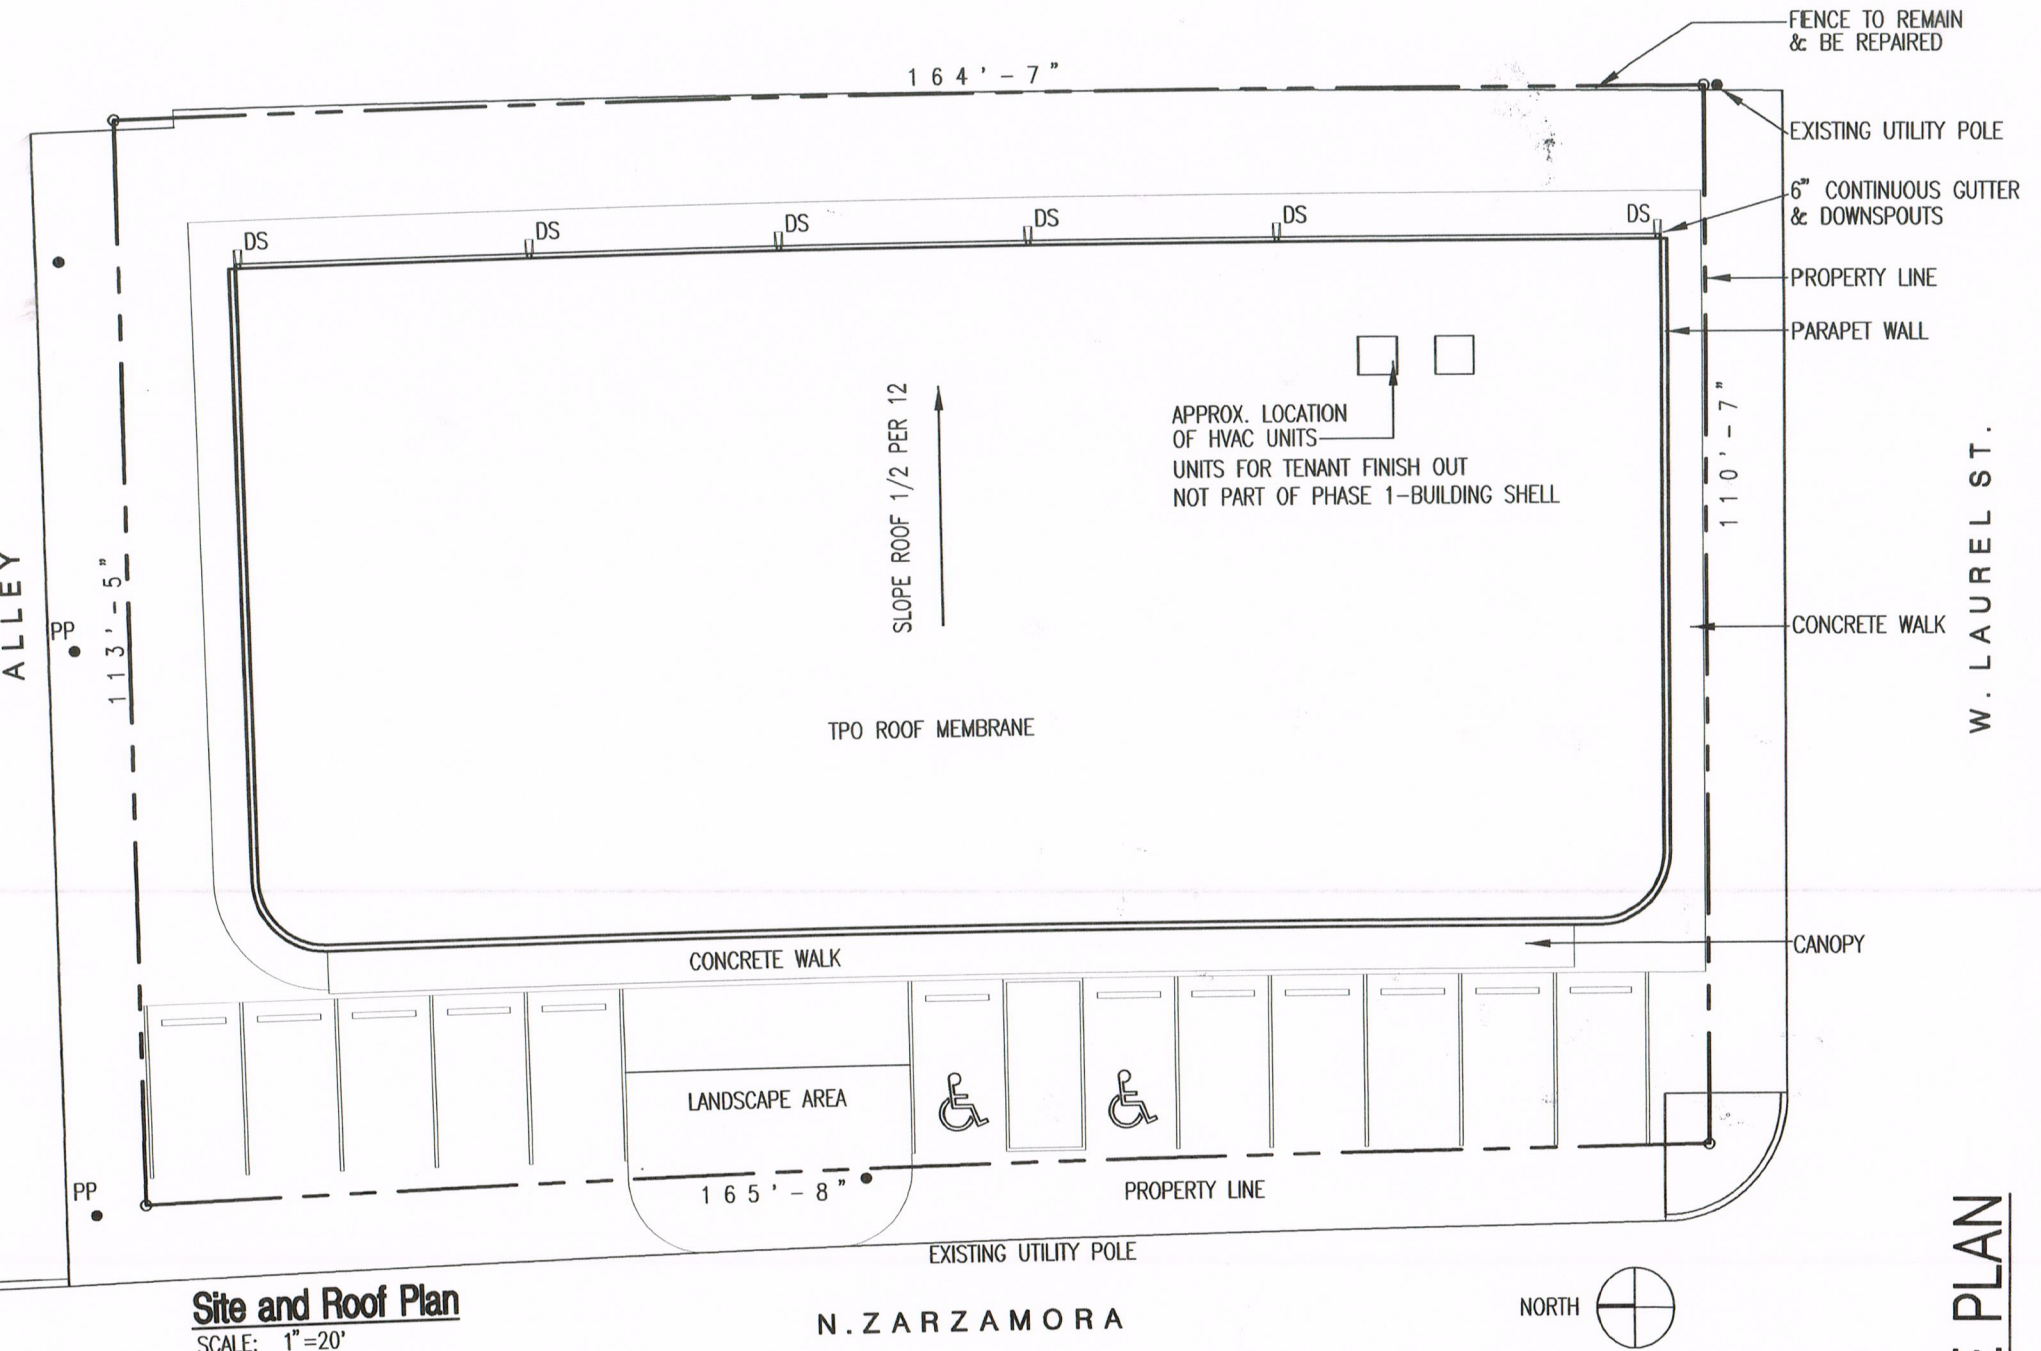 FENCE TO REMAIN
& BE REPAIRED
164'-7"
EXISTING UTILITY POLE
6" CONTINUOUS GUTTER
& DOWNSPOUTS
DS
DS
DS
DS
DS
DS
PROPERTY LINE
PARAPET WALL
SLOPE ROOF 1/2 PER 12
APPROX. LOCATION
OF HVAC UNITS
UNITS FOR TENANT FINISH OUT
NOT PART OF PHASE 1-BUILDING SHELL
110'-7"
W. LAUREL ST.
ALLEY
PP
113'-5"
CONCRETE WALK
TPO ROOF MEMBRANE
CONCRETE WALK
CANOPY
LANDSCAPE AREA
PP
165'-8"
PROPERTY LINE
EXISTING UTILITY POLE
Site and Roof Plan
SCALE: 1"=20'
N.ZARZAMORA
NORTH
PLAN